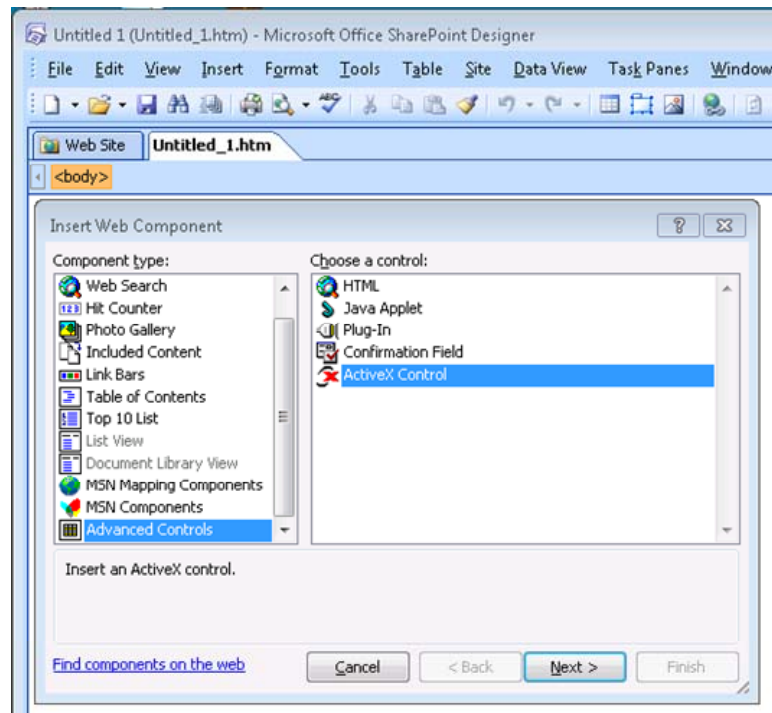 Untitled 1 (Untitled_1.htm) - Microsoft Office SharePoint Designer
File Edit View Insert Format Tools Table Site Data View Task Panes Window
ABC
Web Site Untitled_1.htm
<body>
Insert Web Component
Component type:
Web Search
123 Hit Counter
Photo Gallery
Included Content
Link Bars
Table of Contents
Top 10 List
List View
Document Library View
MSN Mapping Components
MSN Components
Advanced Controls
Choose a control:
HTML
Java Applet
Plug-In
Confirmation Field
ActiveX Control
Insert an ActiveX control.
Find components on the web Cancel < Back Next > Finish